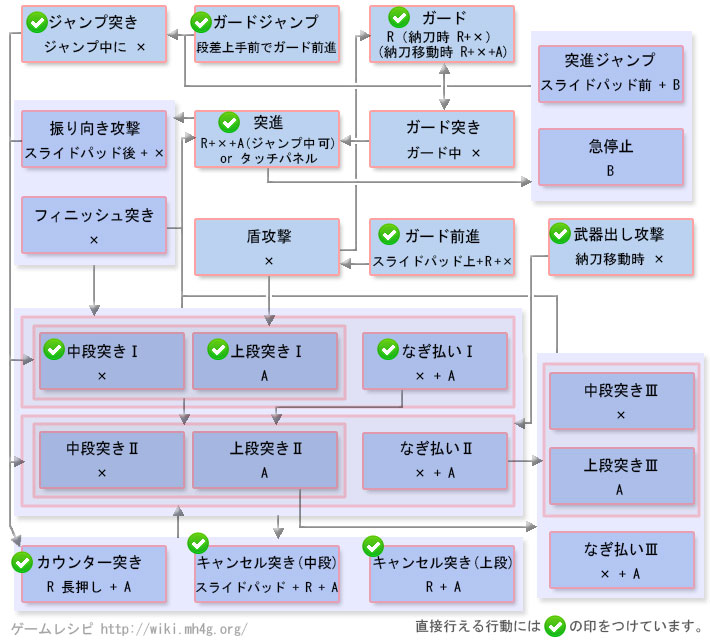 ジャンプ突き
ジャンプ中に ×
ガードジャンプ
段差上手前でガード前進
ガード
R（納刀時 R+×）
(納刀移動時 R+×+A)
突進ジャンプ
スライドパッド前 + B
急停止
B
振り向き攻撃
スライドパッド後 + ×
フィニッシュ突き
×
突進
R+×+A(ジャンプ中可)
or タッチパネル
ガード突き
ガード中 ×
盾攻撃
×
ガード前進
スライドパッド上+R+×
武器出し攻撃
納刀移動時 ×
中段突きⅠ
×
上段突きⅠ
A
なぎ払いⅠ
× + A
中段突きⅡ
×
上段突きⅡ
A
なぎ払いⅡ
× + A
中段突きⅢ
×
上段突きⅢ
A
なぎ払いⅢ
× + A
カウンター突き
R 長押し + A
キャンセル突き(中段)
スライドパッド + R + A
キャンセル突き(上段)
R + A
ゲームレシピ http://wiki.mh4g.org/
直接行える行動には の印をつけています。